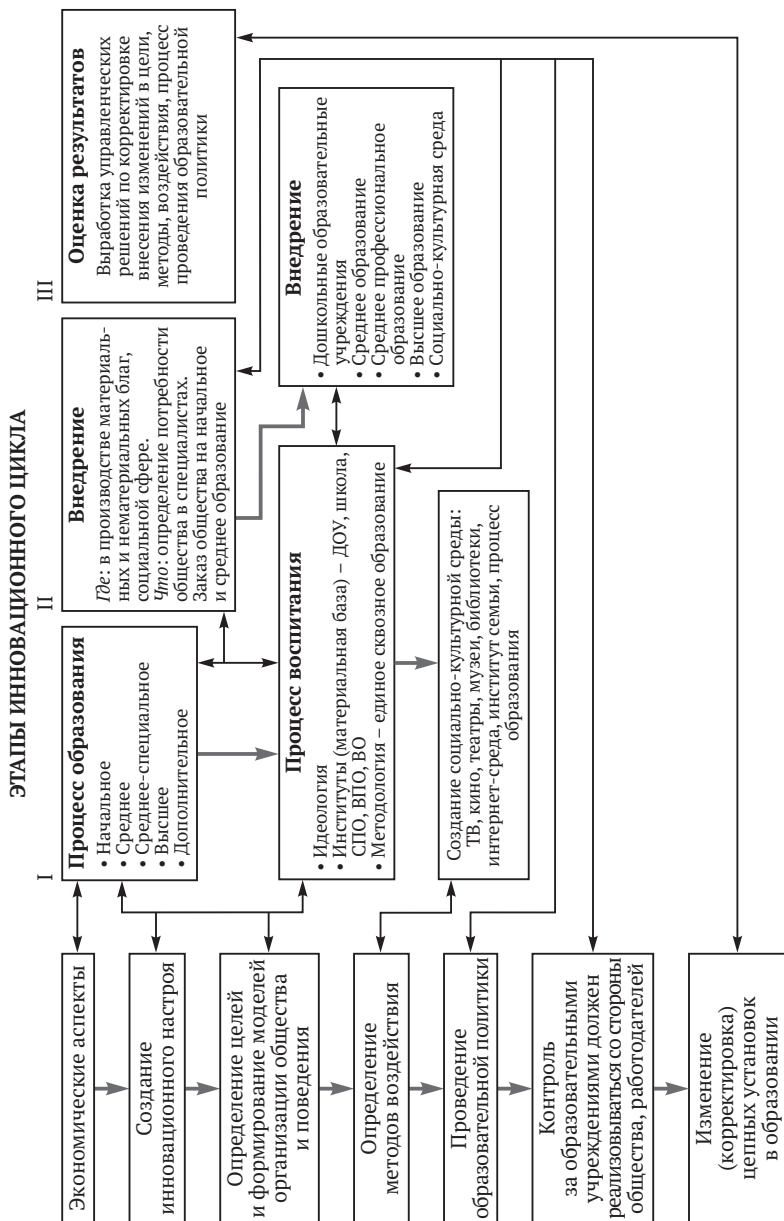 ЭТАПЫ ИННОВАЦИОННОГО ЦИКЛА
I
II
III
Экономические аспекты
Создание
инновационного настроя
Определение целей
и формирование моделей
организации общества
и поведения
Определение
методов воздействия
Проведение
образовательной политики
Контроль
за образовательными
учреждениями должен
реализовываться со стороны
общества, работодателей
Изменение
(корректировка)
цепных установок
в образовании
Процесс образования
• Начальное
• Среднее
• Среднее-специальное
• Высшее
• Дополнительное
Процесс воспитания
• Идеология
• Институты (материальная база) – ДОУ, школа,
СПО, ВПО, ВО
• Методология – единое сквозное образование
Создание социально-культурной среды:
ТВ, кино, театры, музеи, библиотеки,
интернет-среда, институт семьи, процесс
образования
Внедрение
Где: в производстве материаль-
ных и нематериальных благ,
социальной сфере.
Что: определение потребности
общества в специалистах.
Заказ общества на начальное
и среднее образование
Внедрение
• Дошкольные образовательные
учреждения
• Среднее образование
• Среднее профессиональное
образование
• Высшее образование
• Социально-культурная среда
Оценка результатов
Выработка управленческих
решений по корректировке
внесения изменений в цели,
методы, воздействия, процесс
проведения образовательной
политики